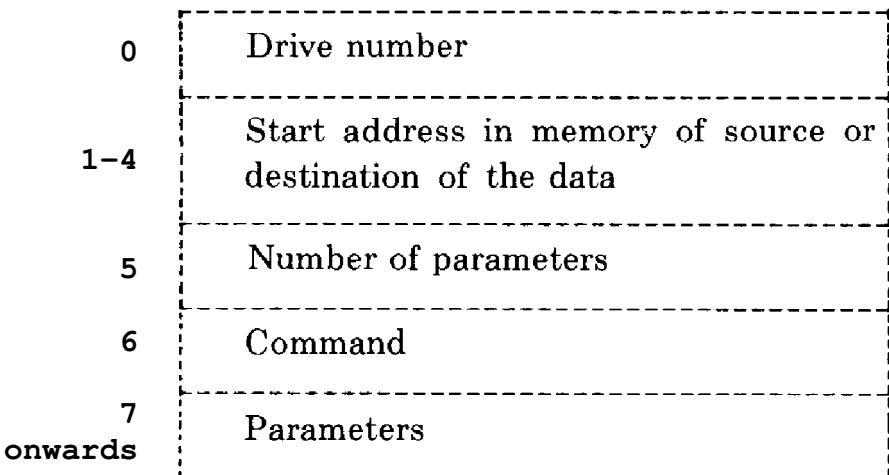 0 Drive number
1–4 Start address in memory of source or
destination of the data
5 Number of parameters
6 Command
7
onwards Parameters